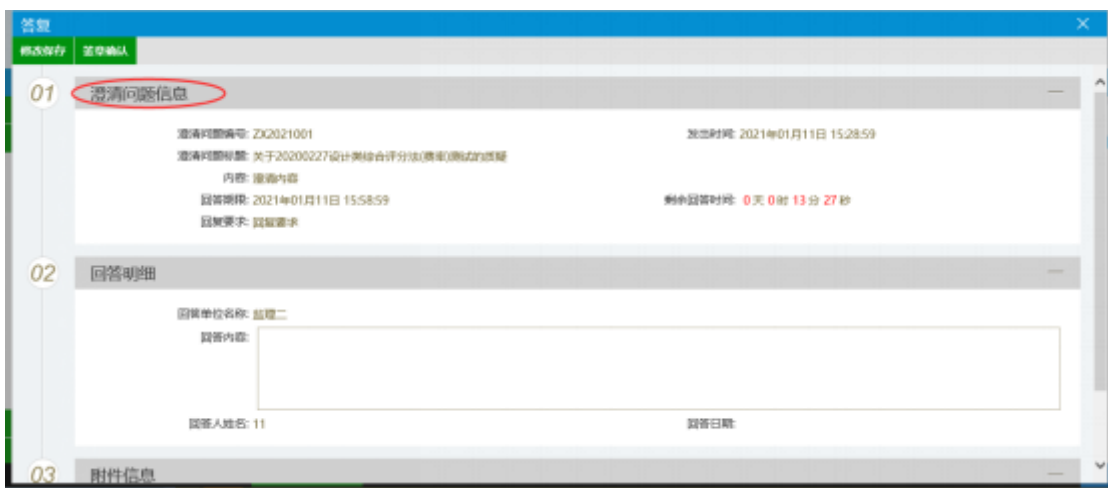 答复
修改保存 签章确认
01 澄清问题信息
澄清问题编号: ZX2021001 发出时间: 2021年01月11日 15:28:59
澄清问题标题: 关于20200227设计类综合评分法(费率)测试的质疑
内容: 澄清内容
回答期限: 2021年01月11日 15:58:59 剩余回答时间: 0 天 0 时 13 分 27 秒
回复要求: 回复要求
02 回答明细
回答单位名称: 监理二
回答内容:
回答人姓名: 11 回答日期:
03 附件信息